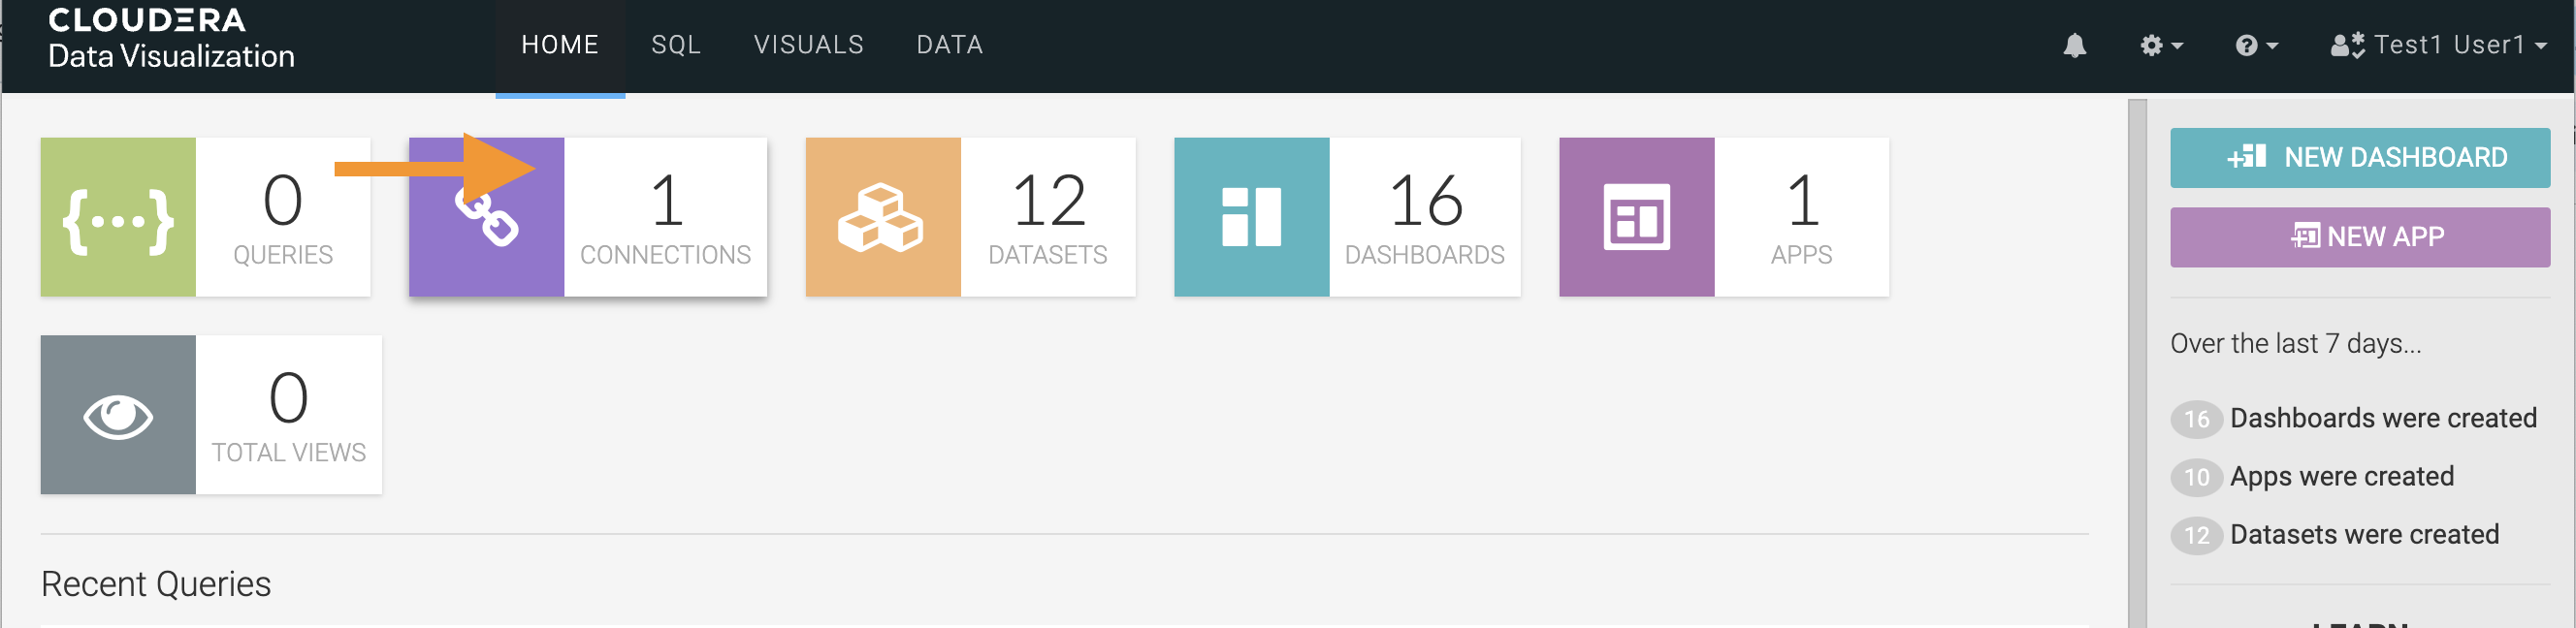 CLOUDERA
Data Visualization
HOME SQL VISUALS DATA
Test1 User1
0
QUERIES
1
CONNECTIONS
12
DATASETS
16
DASHBOARDS
1
APPS
0
TOTAL VIEWS
Recent Queries
NEW DASHBOARD
NEW APP
Over the last 7 days...
16 Dashboards were created
10 Apps were created
12 Datasets were created